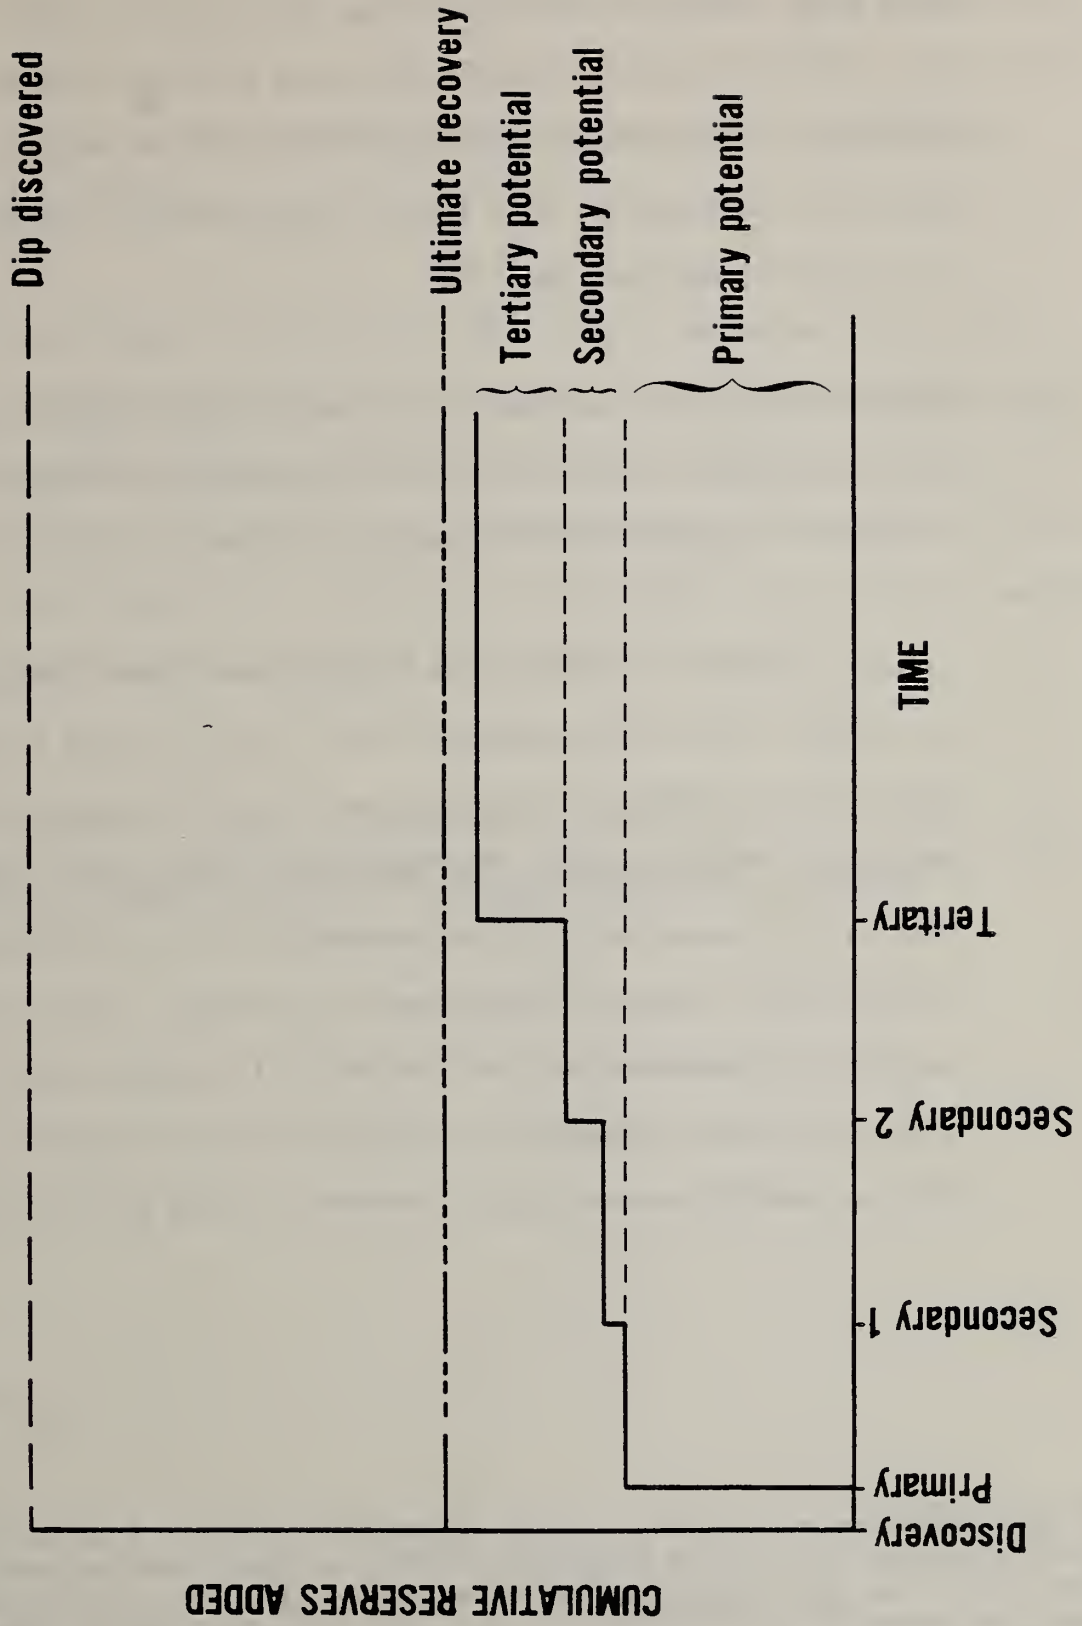 Dip discovered
Ultimate recovery
Tertiary potential
Secondary potential
Primary potential
CUMULATIVE RESERVES ADDED
Discovery
Primary
Secondary 1
Secondary 2
Teritary
TIME